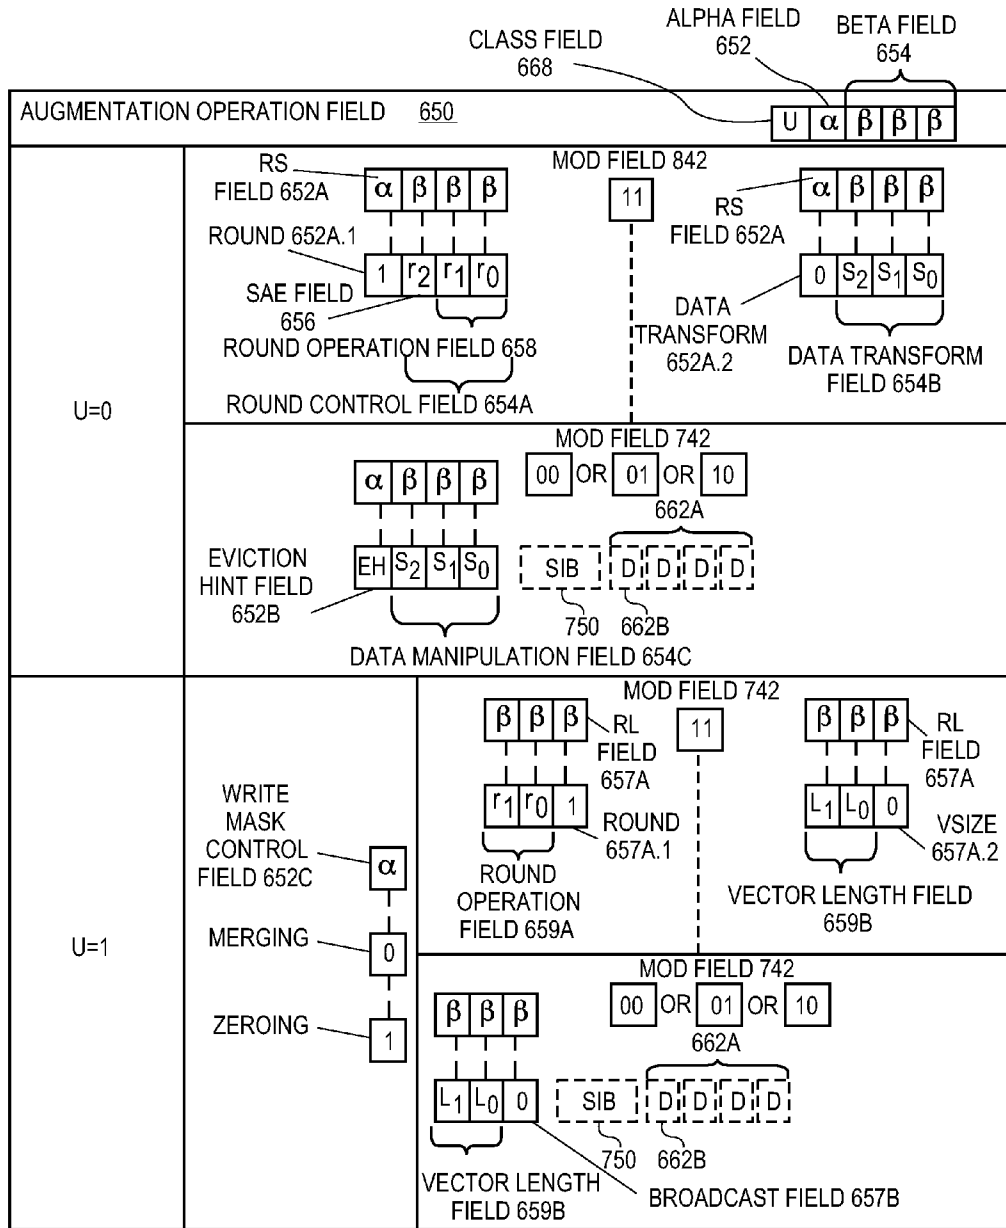 CLASS FIELD
668
ALPHA FIELD
652
BETA FIELD
654
AUGMENTATION OPERATION FIELD 650
U α β β β
U=0
RS
FIELD 652A
α β β β
ROUND 652A.1
1 r2 r1 r0
SAE FIELD
656
ROUND OPERATION FIELD 658
ROUND CONTROL FIELD 654A
MOD FIELD 842
11
α β β β
RS
FIELD 652A
0 S2 S1 S0
DATA
TRANSFORM
652A.2
DATA TRANSFORM
FIELD 654B
MOD FIELD 742
00 OR 01 OR 10
α β β β
662A
EVICTION
HINT FIELD
652B
EH S2 S1 S0
SIB
D D D D
750
662B
DATA MANIPULATION FIELD 654C
U=1
WRITE
MASK
CONTROL
FIELD 652C
α
MERGING
0
ZEROING
1
MOD FIELD 742
11
β β β
RL
FIELD
657A
r1 r0 1
ROUND
657A.1
ROUND
OPERATION
FIELD 659A
β β β
RL
FIELD
657A
L1 L0 0
VSIZE
657A.2
VECTOR LENGTH FIELD
659B
MOD FIELD 742
00 OR 01 OR 10
β β β
662A
L1 L0 0
SIB
D D D D
750
662B
VECTOR LENGTH
FIELD 659B
BROADCAST FIELD 657B